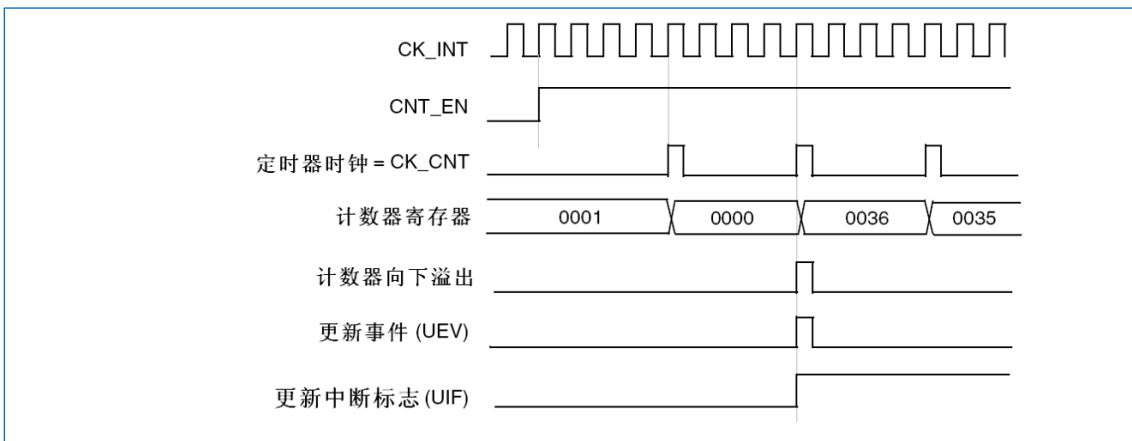 CK_INT
CNT_EN
定时器时钟 = CK_CNT
计数器寄存器 0001 0000 0036 0035
计数器向下溢出
更新事件 (UEV)
更新中断标志 (UIF)